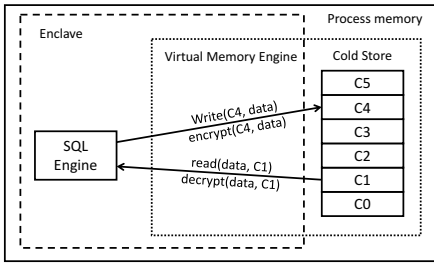 Process memory
Enclave
Virtual Memory Engine
Cold Store
C5
C4
C3
C2
C1
C0
Write(C4, data)
encrypt(C4, data)
SQL
Engine
read(data, C1)
decrypt(data, C1)